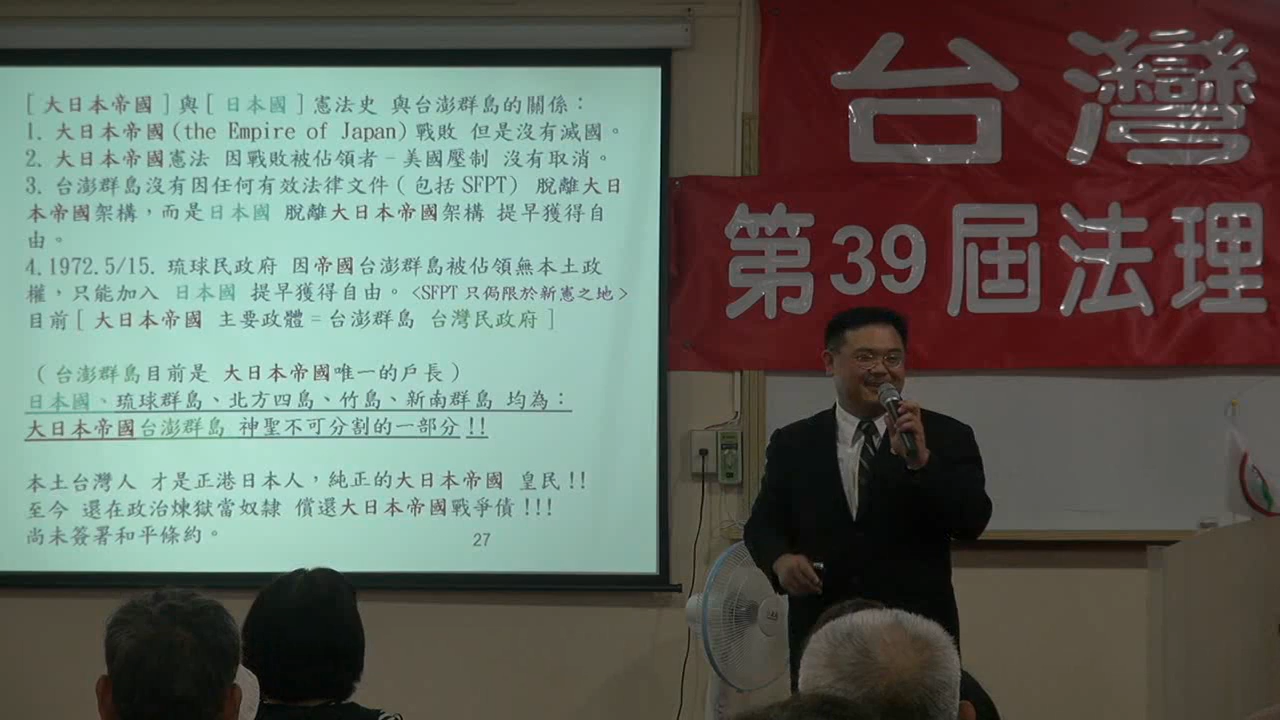 [ 大日本帝國 ] 與 [ 日本國 ] 憲法史 與台澎群島的關係：
1. 大日本帝國 (the Empire of Japan) 戰敗 但是沒有滅國。
2. 大日本帝國憲法 因戰敗被佔領者－美國壓制 沒有取消。
3. 台澎群島沒有因任何有效法律文件 ( 包括 SFPT) 脫離大日
本帝國架構，而是日本國 脫離大日本帝國架構 提早獲得自
由。
4.1972.5/15. 琉球民政府 因帝國台澎群島被佔領無本土政
權，只能加入 日本國 提早獲得自由。<SFPT 只侷限於新憲之地>
目前 [ 大日本帝國 主要政體＝台澎群島 台灣民政府 ]
（台澎群島目前是 大日本帝國唯一的戶長）
日本國、琉球群島、北方四島、竹島、新南群島 均為：
大日本帝國台澎群島 神聖不可分割的一部分 !!
本土台灣人 才是正港日本人，純正的大日本帝國 皇民 !!
至今 還在政治煉獄當奴隸 償還大日本帝國戰爭債 !!!
尚未簽署和平條約。
27
台灣
第39屆法理